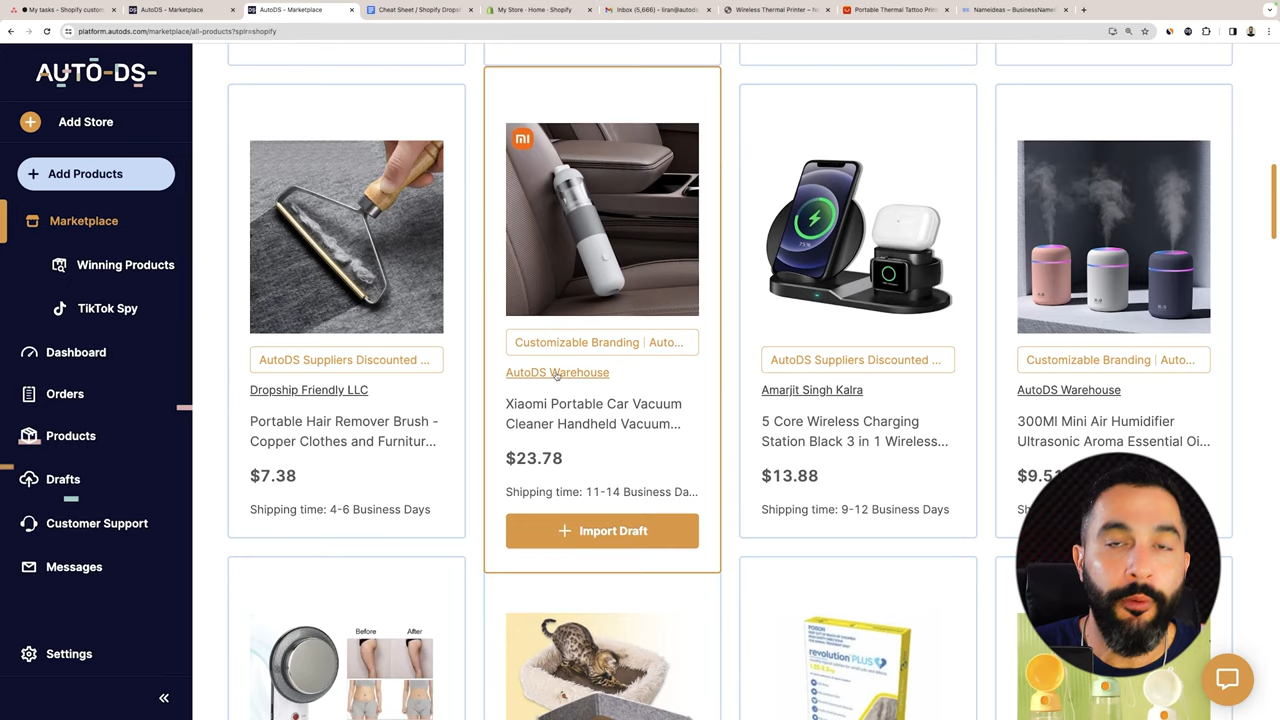 My tasks - Shopify custom
AutoDS - Marketplace
AutoDS - Marketplace
Cheat Sheet / Shopify Drope
My Store · Home · Shopify
Inbox (5,666) - liran@autods
Wireless Thermal Printer – N
Portable Thermal Tattoo Prin
Nameideas – BusinessName
platform.autods.com/marketplace/all-products?splr=shopify
AUTO-DS-
Add Store
Add Products
Marketplace
Winning Products
TikTok Spy
Dashboard
Orders
Products
Drafts
Customer Support
Messages
Settings
AutoDS Suppliers Discounted ...
Dropship Friendly LLC
Portable Hair Remover Brush -
Copper Clothes and Furnitur...
$7.38
Shipping time: 4-6 Business Days
mi
Customizable Branding | Auto...
AutoDS Warehouse
Xiaomi Portable Car Vacuum
Cleaner Handheld Vacuum...
$23.78
Shipping time: 11-14 Business Da...
+ Import Draft
75%
AutoDS Suppliers Discounted ...
Amarjit Singh Kalra
5 Core Wireless Charging
Station Black 3 in 1 Wireless...
$13.88
Shipping time: 9-12 Business Days
Customizable Branding | Auto...
AutoDS Warehouse
300Ml Mini Air Humidifier
Ultrasonic Aroma Essential Oi...
$9.51
Before
After
POISON
revolution PLUS